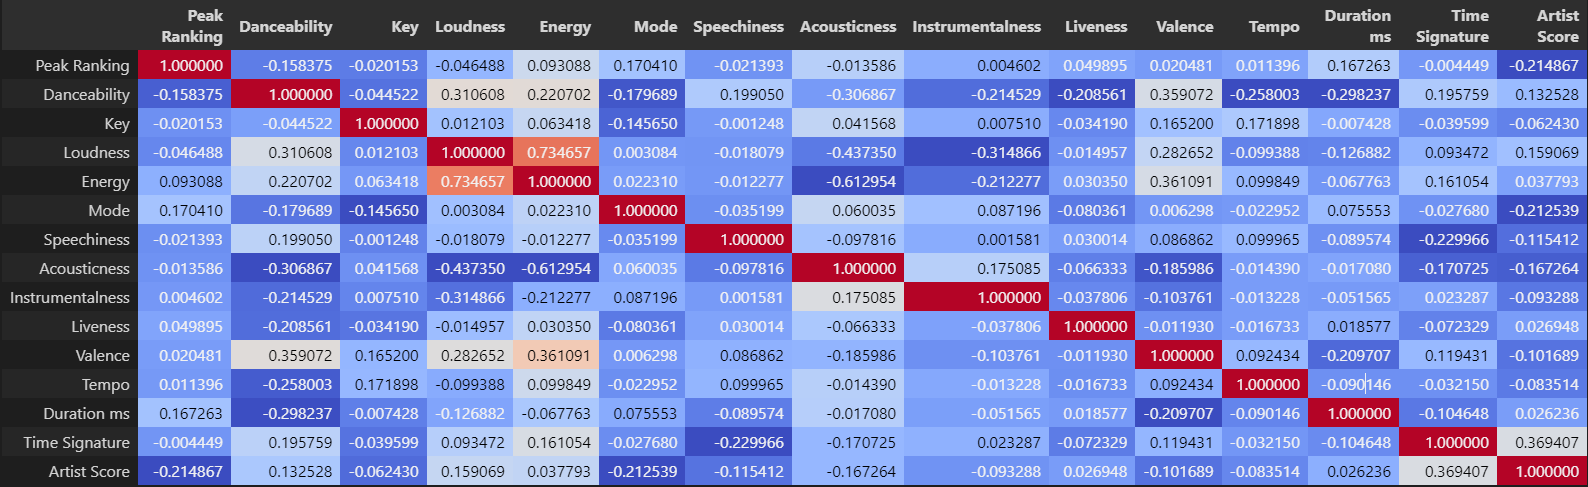 Peak Ranking Danceability Key Loudness Energy Mode Speechiness Acousticness Instrumentalness Liveness Valence Tempo Duration ms Time Signature Artist Score
Peak Ranking 1.000000 -0.158375 -0.020153 -0.046488 0.093088 0.170410 -0.021393 -0.013586 0.004602 0.049895 0.020481 0.011396 0.167263 -0.004449 -0.214867
Danceability -0.158375 1.000000 -0.044522 0.310608 0.220702 -0.179689 0.199050 -0.306867 -0.214529 -0.208561 0.359072 -0.258003 -0.298237 0.195759 0.132528
Key -0.020153 -0.044522 1.000000 0.012103 0.063418 -0.145650 -0.001248 0.041568 0.007510 -0.034190 0.165200 0.171898 -0.007428 -0.039599 -0.062430
Loudness -0.046488 0.310608 0.012103 1.000000 0.734657 0.003084 -0.018079 -0.437350 -0.314866 -0.014957 0.282652 -0.099388 -0.126882 0.093472 0.159069
Energy 0.093088 0.220702 0.063418 0.734657 1.000000 0.022310 -0.012277 -0.612954 -0.212277 0.030350 0.361091 0.099849 -0.067763 0.161054 0.037793
Mode 0.170410 -0.179689 -0.145650 0.003084 0.022310 1.000000 -0.035199 0.060035 0.087196 -0.080361 0.006298 -0.022952 0.075553 -0.027680 -0.212539
Speechiness -0.021393 0.199050 -0.001248 -0.018079 -0.012277 -0.035199 1.000000 -0.097816 0.001581 0.030014 0.086862 0.099965 -0.089574 -0.229966 -0.115412
Acousticness -0.013586 -0.306867 0.041568 -0.437350 -0.612954 0.060035 -0.097816 1.000000 0.175085 -0.066333 -0.185986 -0.014390 -0.017080 -0.170725 -0.167264
Instrumentalness 0.004602 -0.214529 0.007510 -0.314866 -0.212277 0.087196 0.001581 0.175085 1.000000 -0.037806 -0.103761 -0.013228 -0.051565 0.023287 -0.093288
Liveness 0.049895 -0.208561 -0.034190 -0.014957 0.030350 -0.080361 0.030014 -0.066333 -0.037806 1.000000 -0.011930 -0.016733 0.018577 -0.072329 0.026948
Valence 0.020481 0.359072 0.165200 0.282652 0.361091 0.006298 0.086862 -0.185986 -0.103761 -0.011930 1.000000 0.092434 -0.209707 0.119431 -0.101689
Tempo 0.011396 -0.258003 0.171898 -0.099388 0.099849 -0.022952 0.099965 -0.014390 -0.013228 -0.016733 0.092434 1.000000 -0.090146 -0.032150 -0.083514
Duration ms 0.167263 -0.298237 -0.007428 -0.126882 -0.067763 0.075553 -0.089574 -0.017080 -0.051565 0.018577 -0.209707 -0.090146 1.000000 -0.104648 0.026236
Time Signature -0.004449 0.195759 -0.039599 0.093472 0.161054 -0.027680 -0.229966 -0.170725 0.023287 -0.072329 0.119431 -0.032150 -0.104648 1.000000 0.369407
Artist Score -0.214867 0.132528 -0.062430 0.159069 0.037793 -0.212539 -0.115412 -0.167264 -0.093288 0.026948 -0.101689 -0.083514 0.026236 0.369407 1.000000